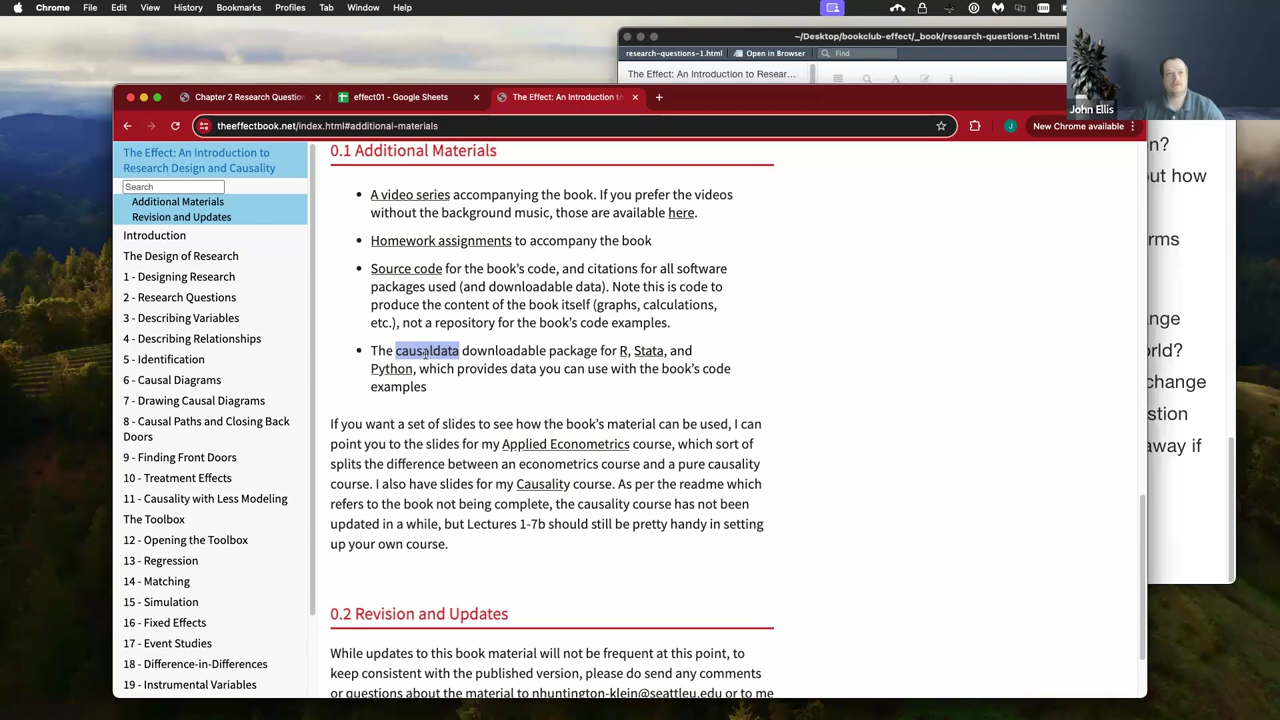 Chrome File Edit View History Bookmarks Profiles Tab Window Help
~/Desktop/bookclub-effect/_book/research-questions-1.html
research-questions-1.html Open in Browser Find
The Effect: An Introduction to Resear...
John Ellis
Chapter 2 Research Question
effect01 - Google Sheets
The Effect: An Introduction to
theeffectbook.net/index.html#additional-materials
J
New Chrome available
The Effect: An Introduction to
Research Design and Causality
Search
Additional Materials
Revision and Updates
Introduction
The Design of Research
1 - Designing Research
2 - Research Questions
3 - Describing Variables
4 - Describing Relationships
5 - Identification
6 - Causal Diagrams
7 - Drawing Causal Diagrams
8 - Causal Paths and Closing Back
Doors
9 - Finding Front Doors
10 - Treatment Effects
11 - Causality with Less Modeling
The Toolbox
12 - Opening the Toolbox
13 - Regression
14 - Matching
15 - Simulation
16 - Fixed Effects
17 - Event Studies
18 - Difference-in-Differences
19 - Instrumental Variables
0.1 Additional Materials
• A video series accompanying the book. If you prefer the videos
without the background music, those are available here.
• Homework assignments to accompany the book
• Source code for the book's code, and citations for all software
packages used (and downloadable data). Note this is code to
produce the content of the book itself (graphs, calculations,
etc.), not a repository for the book's code examples.
• The causaldata downloadable package for R, Stata, and
Python, which provides data you can use with the book's code
examples
If you want a set of slides to see how the book's material can be used, I can
point you to the slides for my Applied Econometrics course, which sort of
splits the difference between an econometrics course and a pure causality
course. I also have slides for my Causality course. As per the readme which
refers to the book not being complete, the causality course has not been
updated in a while, but Lectures 1-7b should still be pretty handy in setting
up your own course.
0.2 Revision and Updates
While updates to this book material will not be frequent at this point, to
keep consistent with the published version, please do send any comments
or questions about the material to nhuntington-klein@seattleu.edu or to me
n?
out how
rms
nge
rld?
change
stion
away if